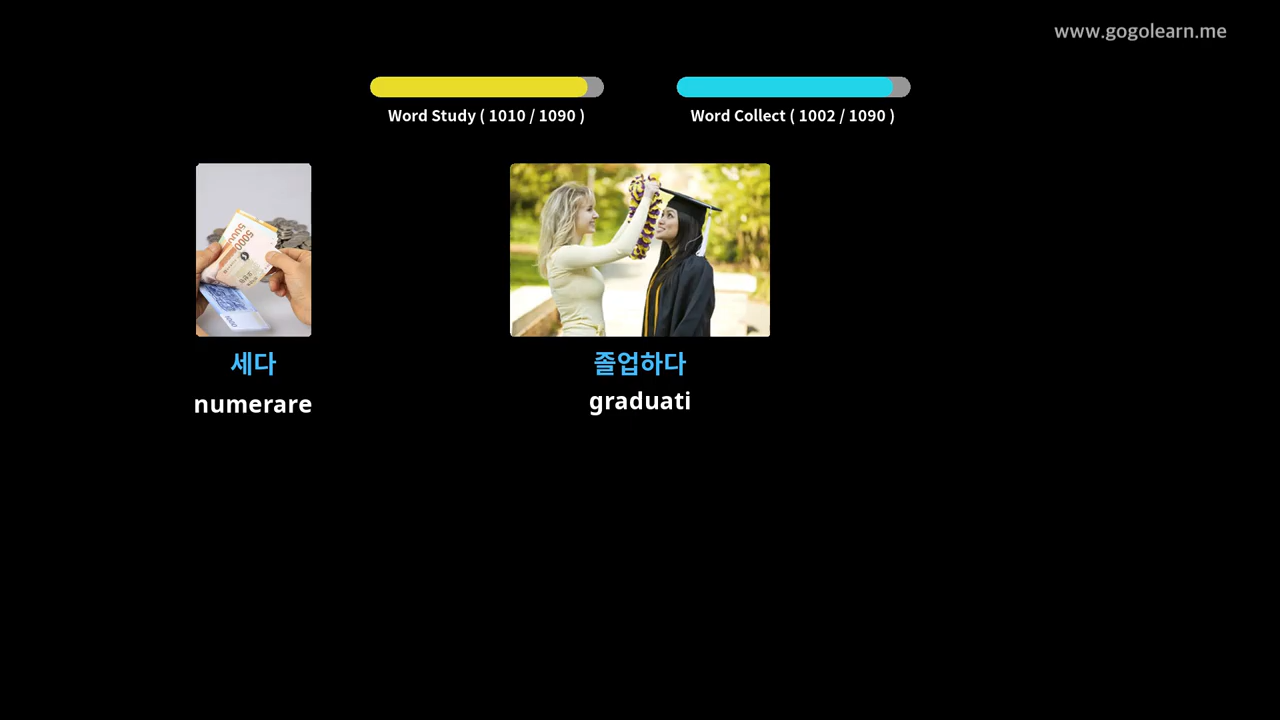 www.gogolearn.me
Word Study ( 1010 / 1090 )
Word Collect ( 1002 / 1090 )
5000
세다
졸업하다
numerare
graduati